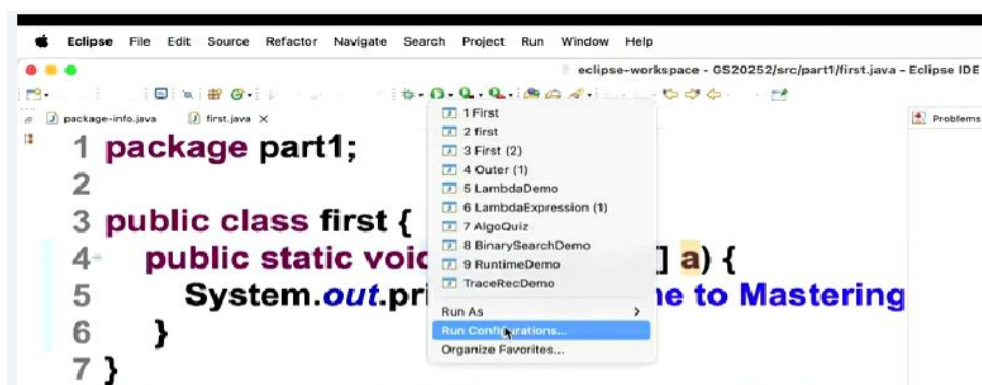 Eclipse File Edit Source Refactor Navigate Search Project Run Window Help
eclipse-workspace - GS20252/src/part1/first.java - Eclipse IDE
package-info.java first.java Problems
1 package part1;
2
3 public class first {
4 public static void ] a) {
5 System.out.pri e to Mastering
6 }
7 }
1 First
2 first
3 First (2)
4 Outer (1)
5 LambdaDemo
6 LambdaExpression (1)
7 AlgoQuiz
8 BinarySearchDemo
9 RuntimeDemo
TraceRecDemo
Run As
Run Configurations...
Organize Favorites...